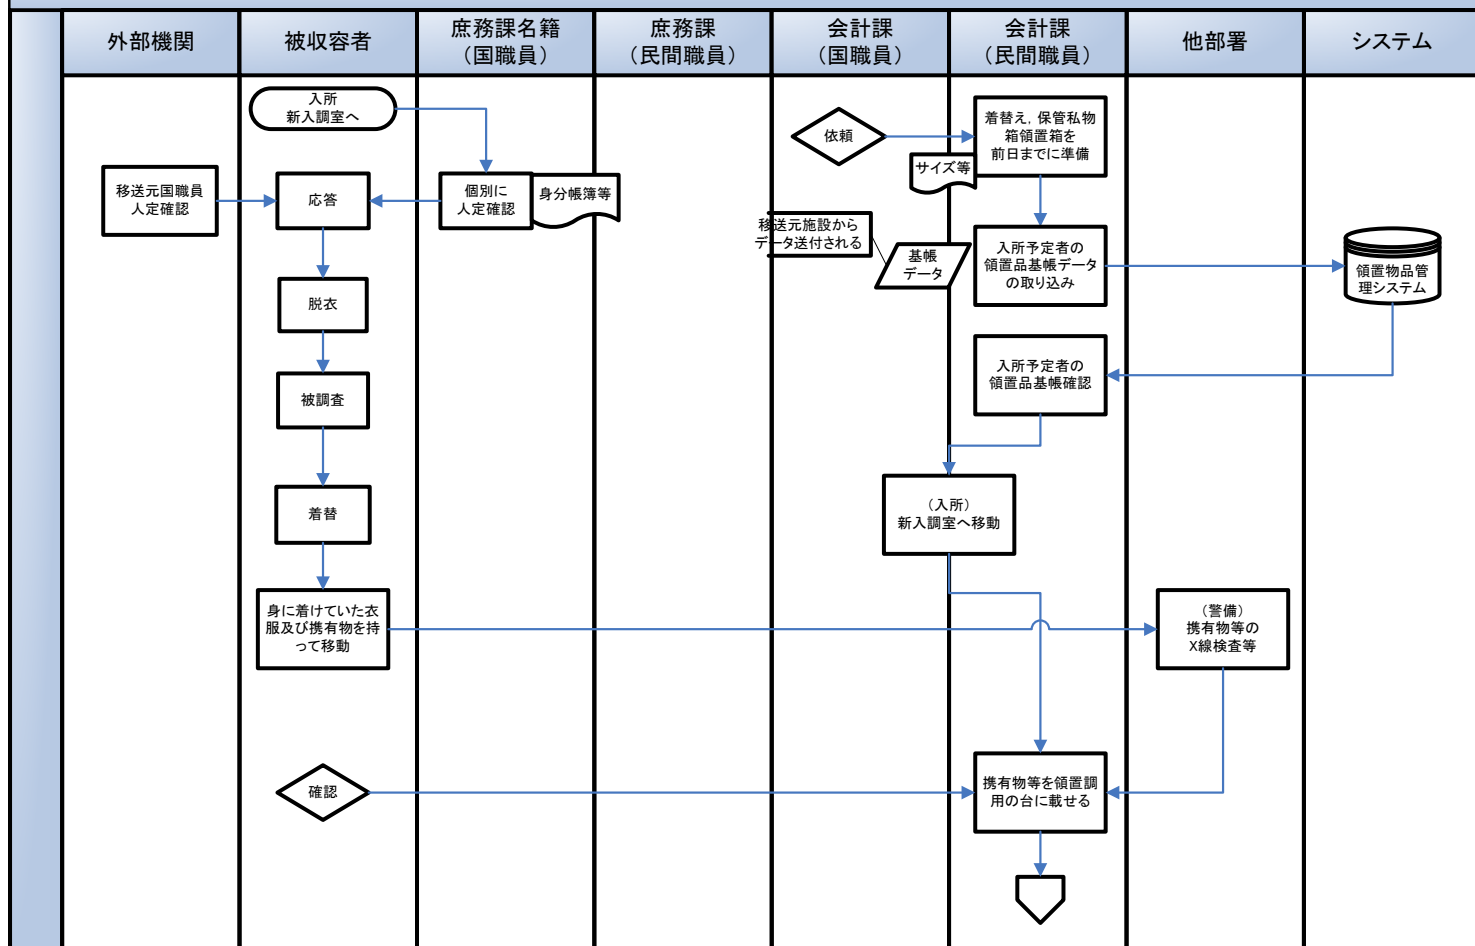 外部機関
被収容者
庶務課名籍
（国職員）
庶務課
（民間職員）
会計課
（国職員）
会計課
（民間職員）
他部署
システム
入所
新入調室へ
依頼
着替え，保管私物
箱領置箱を
前日までに準備
サイズ等
移送元国職員
人定確認
応答
個別に
人定確認
身分帳簿等
移送元施設から
データ送付される
基帳
データ
入所予定者の
領置品基帳データ
の取り込み
領置物品管
理システム
脱衣
入所予定者の
領置品基帳確認
被調査
着替
（入所）
新入調室へ移動
身に着けていた衣
服及び携有物を持
って移動
（警備）
携有物等の
X線検査等
確認
携有物等を領置調
用の台に載せる